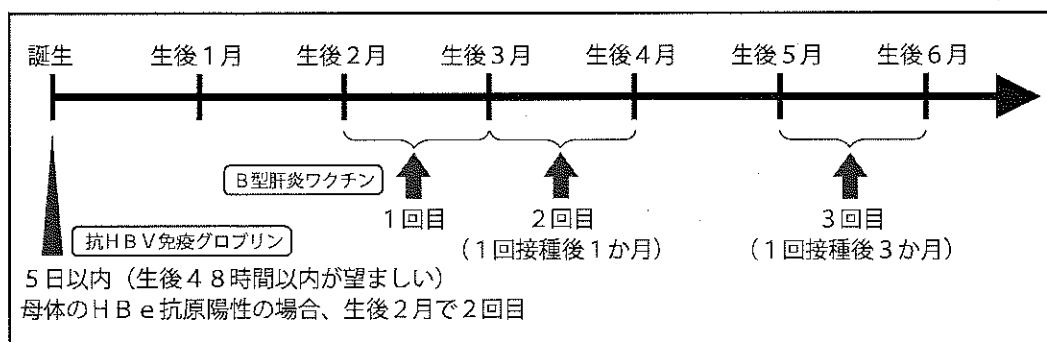 誕生 生後1月 生後2月 生後3月 生後4月 生後5月 生後6月
B型肝炎ワクチン
1回目 2回目 3回目
(1回接種後1か月) (1回接種後3か月)
抗HBV免疫グロブリン
5日以内(生後48時間以内が望ましい)
母体のHBe抗原陽性の場合、生後2月で2回目